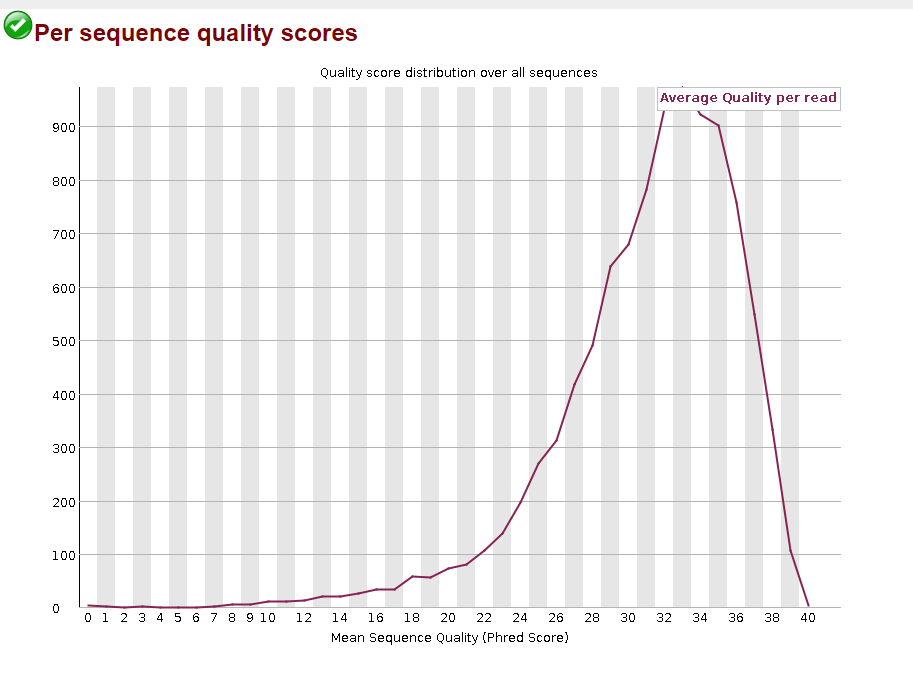 Per sequence quality scores
Quality score distribution over all sequences
Average Quality per read
900
800
700
600
500
400
300
200
100
0
0 1 2 3 4 5 6 7 8 9 10 12 14 16 18 20 22 24 26 28 30 32 34 36 38 40
Mean Sequence Quality (Phred Score)